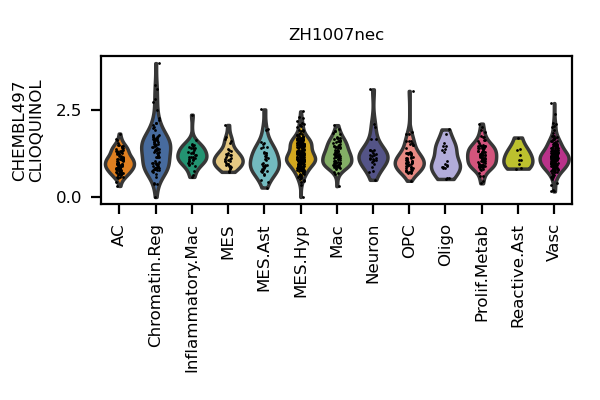 ZH1007nec
CHEMBL497
CLIOQUINOL
2.5
0.0
AC
Chromatin.Reg
Inflammatory.Mac
MES
MES.Ast
MES.Hyp
Mac
Neuron
OPC
Oligo
Prolif.Metab
Reactive.Ast
Vasc